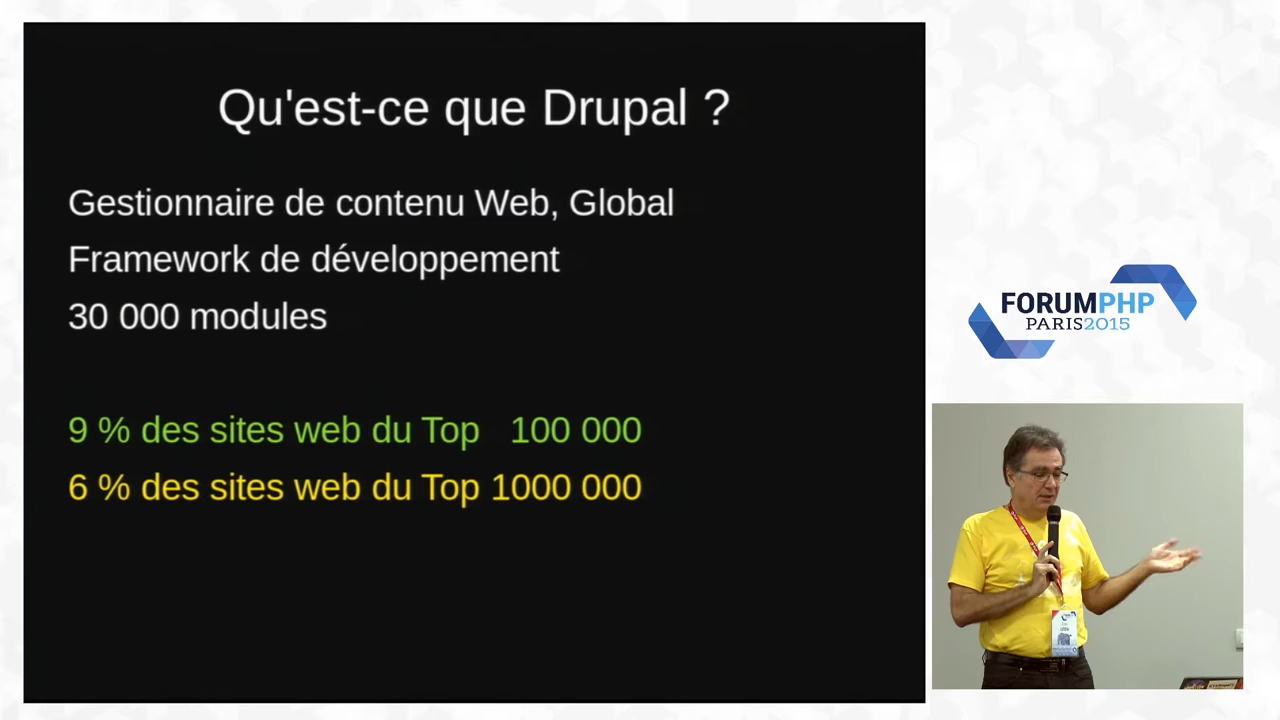 Qu'est-ce que Drupal ?
Gestionnaire de contenu Web, Global
Framework de développement
30 000 modules
9 % des sites web du Top 100 000
6 % des sites web du Top 1000 000
FORUMPHP
PARIS2015